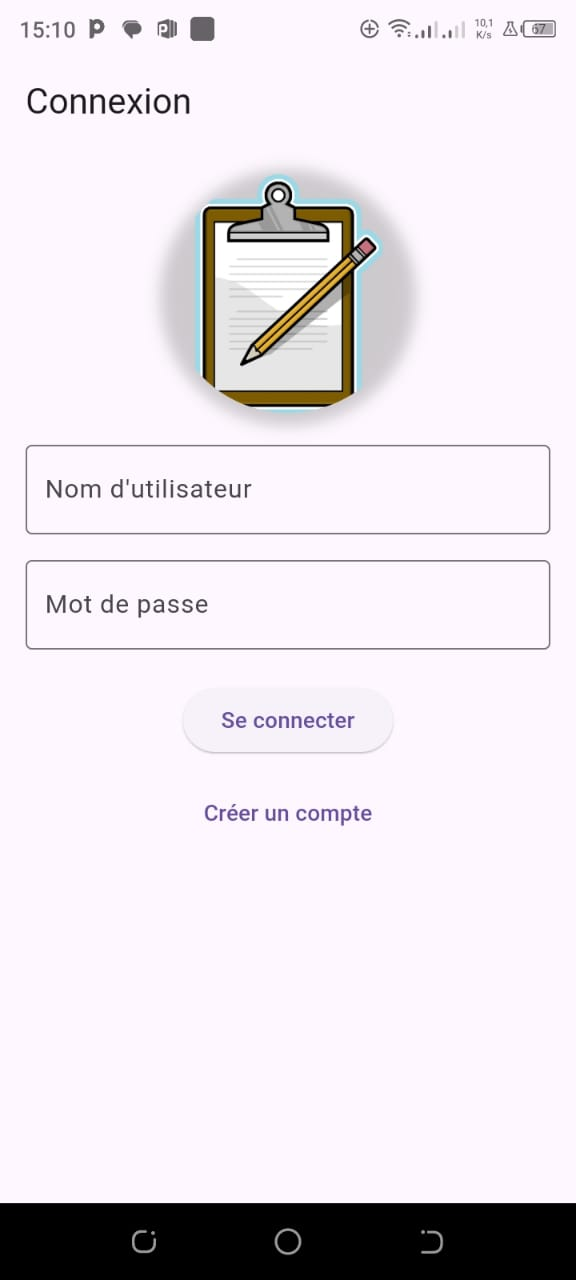 15:10
10,1
K/s
67
Connexion
Nom d'utilisateur
Mot de passe
Se connecter
Créer un compte